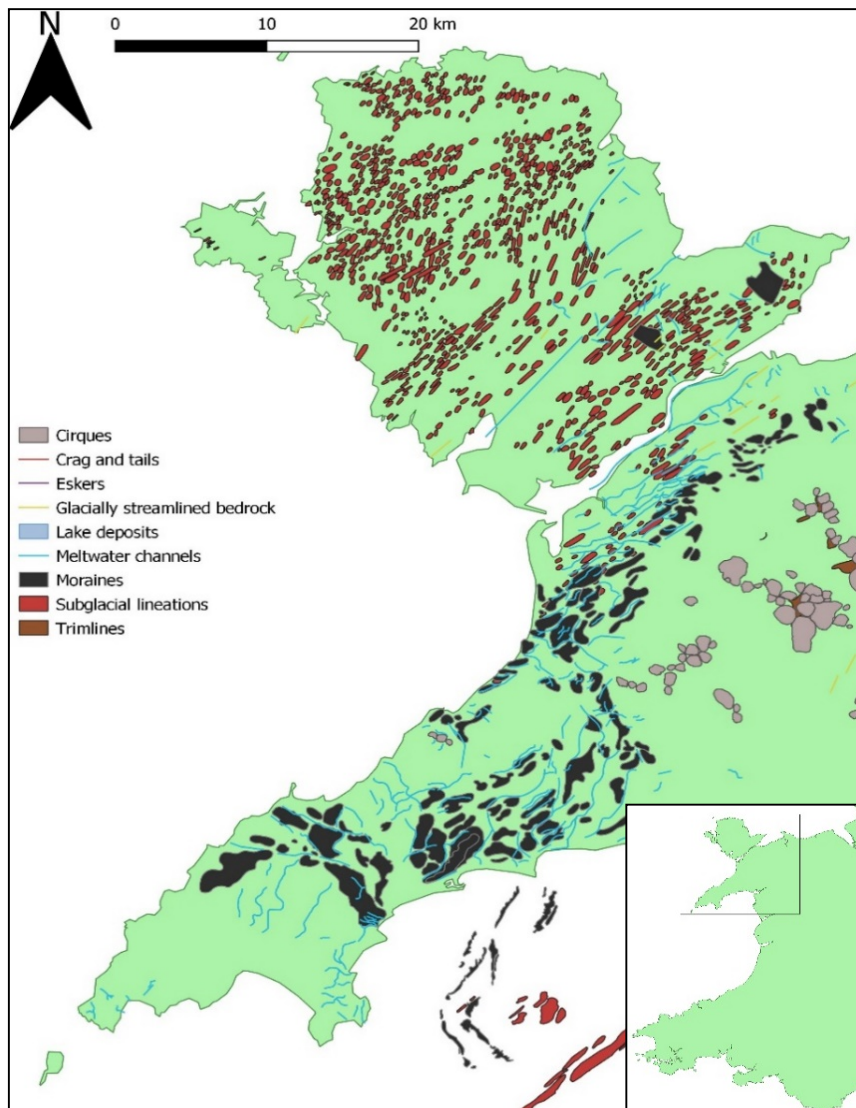 N
0 10 20 km
Cirques
Crag and tails
Eskers
Glacially streamlined bedrock
Lake deposits
Meltwater channels
Moraines
Subglacial lineations
Trimlines